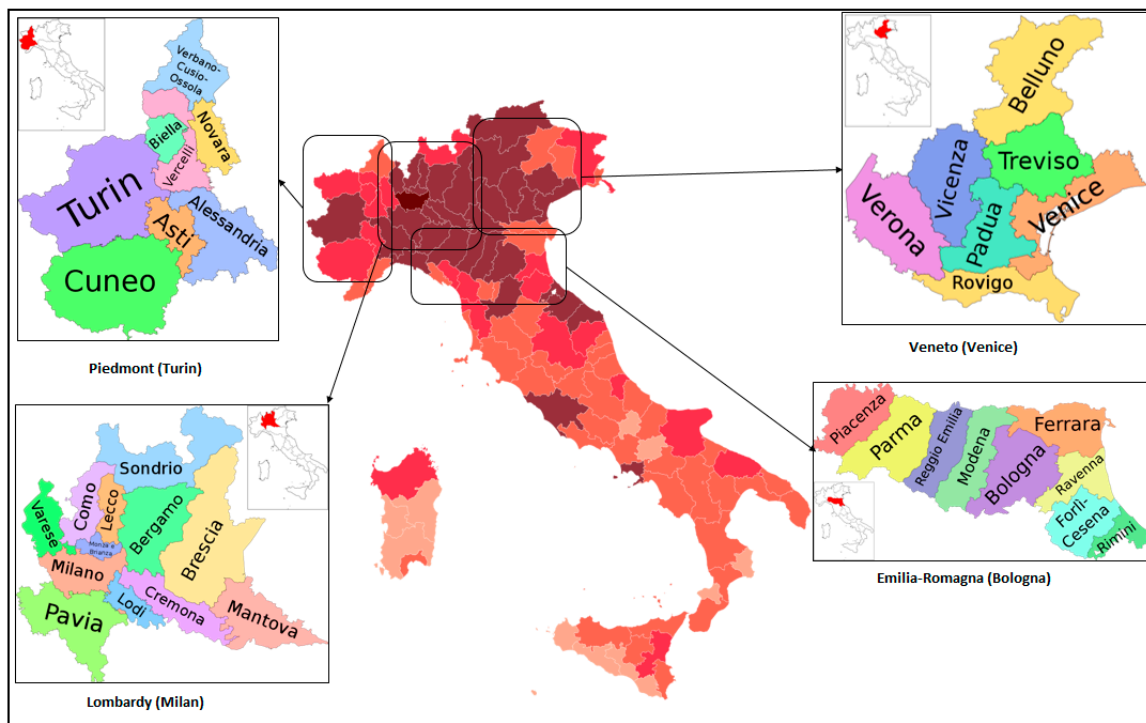 Verbano-
Cusio-
Ossola
Biella
Novara
Vercelli
Turin
Asti
Alessandria
Cuneo
Piedmont (Turin)
Belluno
Vicenza
Treviso
Verona
Padua
Venice
Rovigo
Veneto (Venice)
Sondrio
Varese
Como
Lecco
Bergamo
Brescia
Monza e
Brianza
Milano
Lodi
Cremona
Pavia
Mantova
Lombardy (Milan)
Piacenza
Parma
Reggio Emilia
Modena
Bologna
Ferrara
Ravenna
Forlì-
Cesena
Rimini
Emilia-Romagna (Bologna)